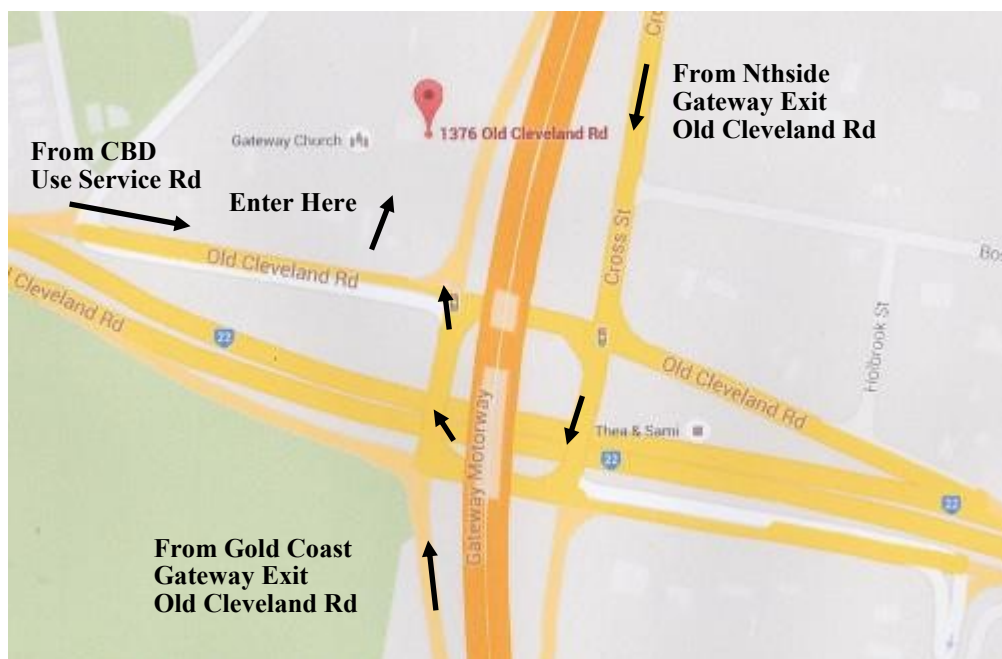 Cro
From Nthside
Gateway Exit
Old Cleveland Rd
1376 Old Cleveland Rd
Gateway Church
From CBD
Use Service Rd
Enter Here
Old Cleveland Rd
Cross St
Bos
Cleveland Rd
22
Holbrook St
Old Cleveland Rd
Thea & Sami
22
22
Gateway Motorway
From Gold Coast
Gateway Exit
Old Cleveland Rd